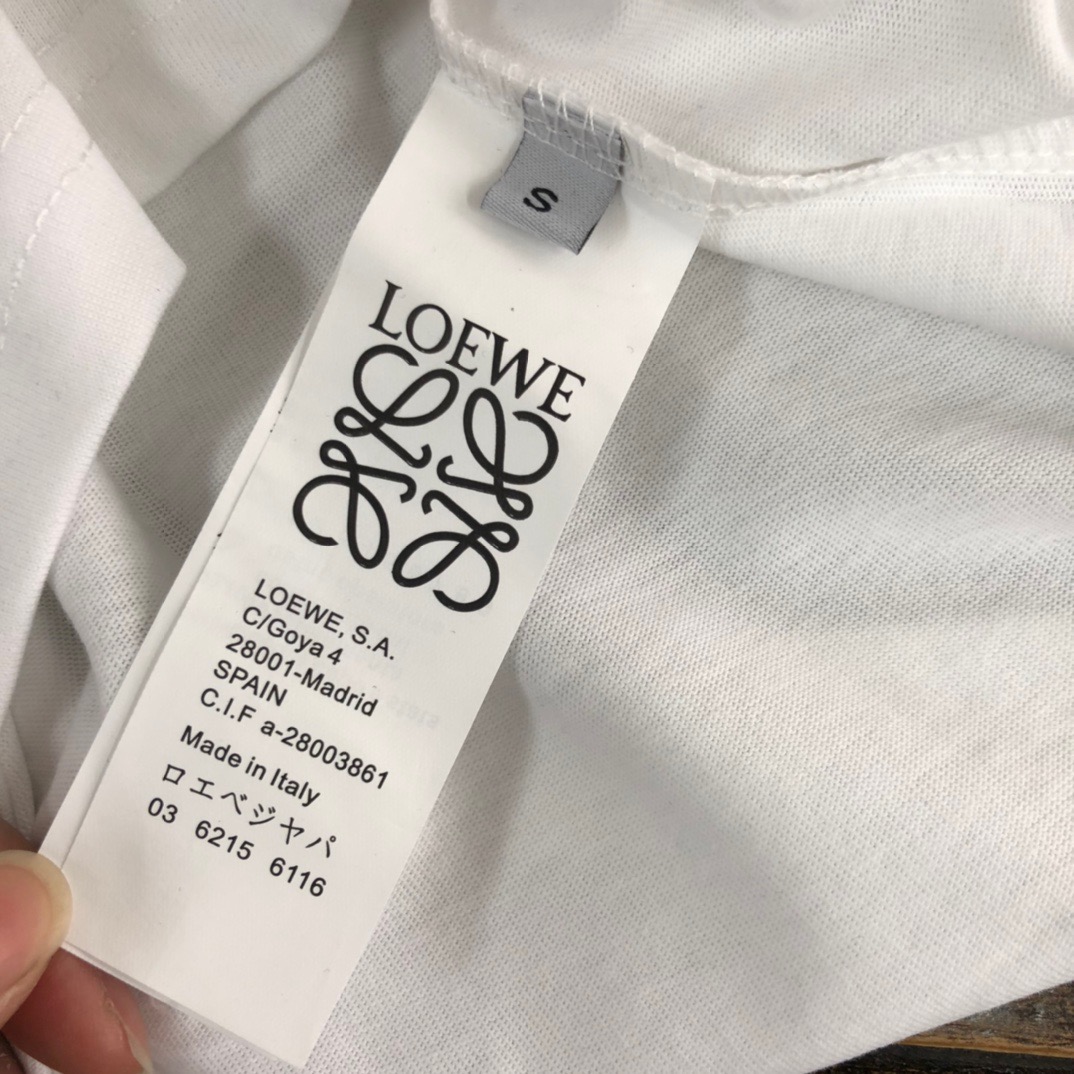 S
LOEWE
LOEWE, S.A.
C/Goya 4
28001-Madrid
SPAIN
C.I.F a-28003861
Made in Italy
ロエベジャパ
03 6215 6116